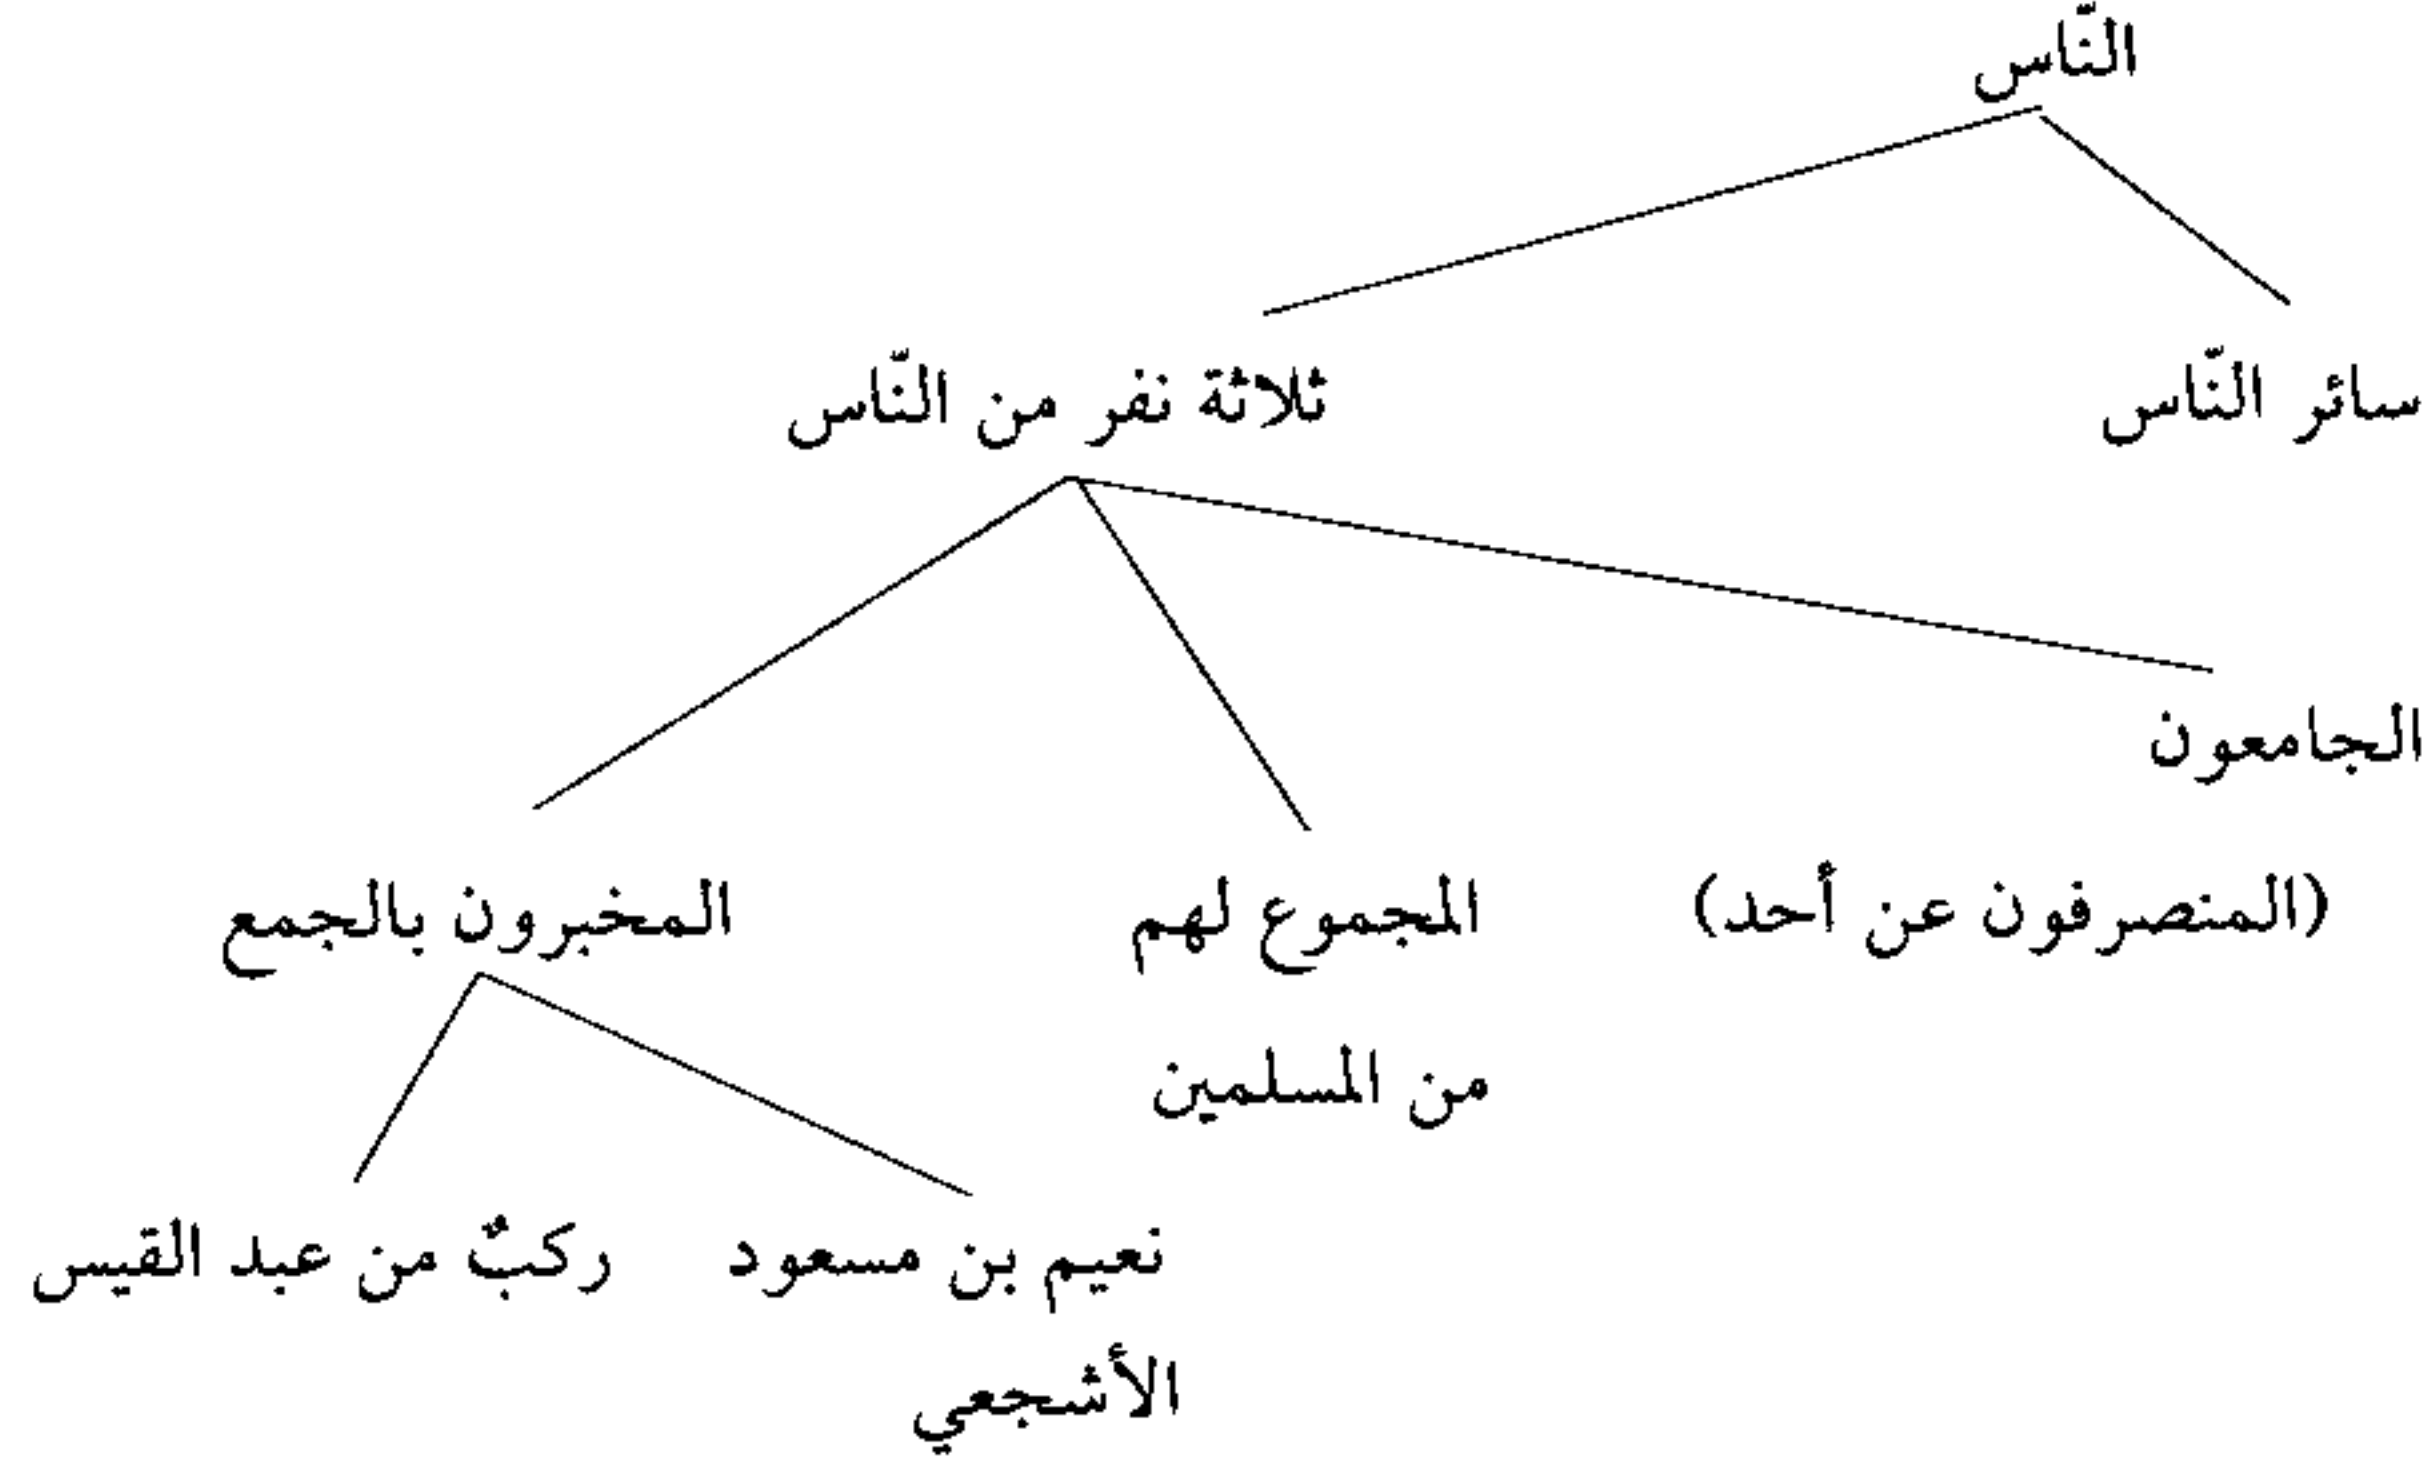 النّاس
سائر النّاس
ثلاثة نفر من النّاس
الجامعون
(المنصرفون عن أحد)
المجموع لهم
من المسلمين
المخبرون بالجمع
نعيم بن مسعود
الأشجعي
ركبٌ من عبد القيس